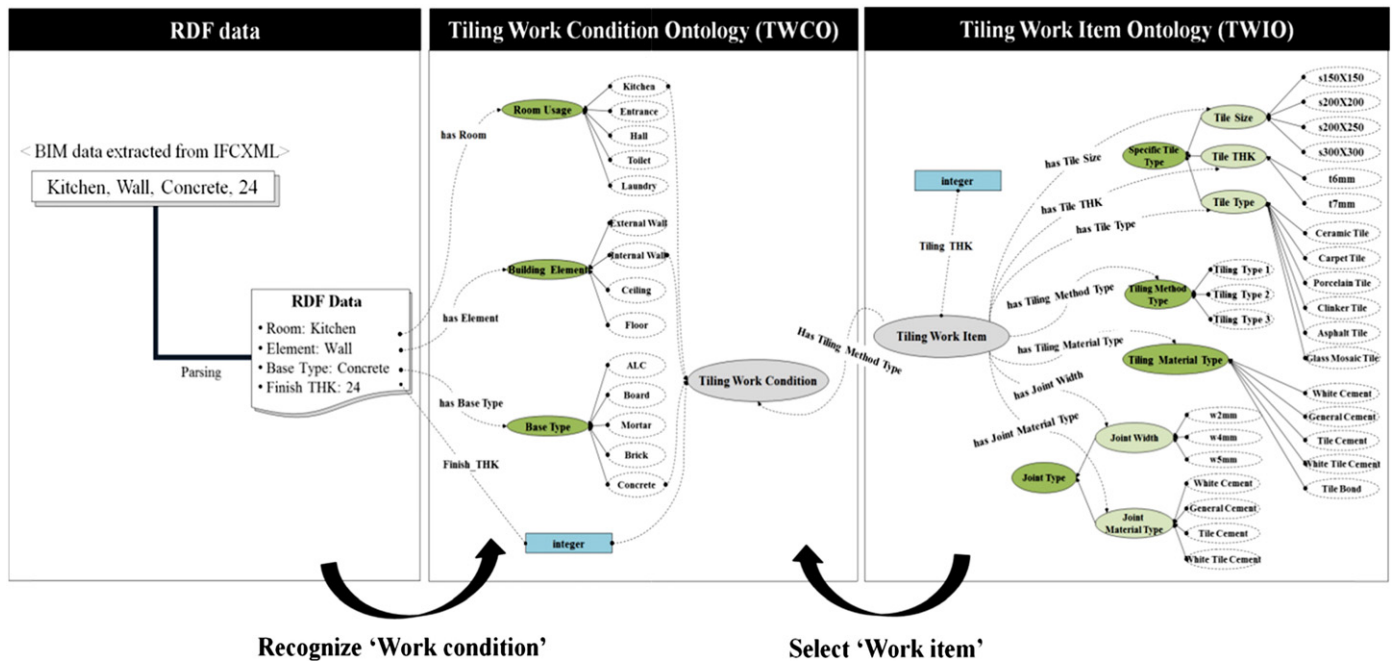 RDF data
< BIM data extracted from IFCXML>
Kitchen, Wall, Concrete, 24
Parsing
RDF Data
• Room: Kitchen
• Element: Wall
• Base Type: Concrete
• Finish THK: 24
Tiling Work Condition Ontology (TWCO)
has Room
has Element
has Base Type
Finish_THK
Room Usage
Kitchen
Entrance
Hall
Toilet
Laundry
Building Element
External Wall
Internal Wall
Ceiling
Floor
Base Type
ALC
Board
Mortar
Brick
Concrete
integer
Tiling Work Condition
Has Tiling Method Type
Tiling Work Item Ontology (TWIO)
integer
Tiling THK
Tiling Work Item
has Tile Size
has Tile THK
has Tile Type
has Tiling Method Type
has Tiling Material Type
has Joint Width
has Joint Material Type
Specific Tile
Type
Tile Size
s150X150
s200X200
s200X250
s300X300
Tile THK
t6mm
t7mm
Tile Type
Ceramic Tile
Carpet Tile
Porcelain Tile
Clinker Tile
Asphalt Tile
Glass Mosaic Tile
Tiling Method
Type
Tiling Type 1
Tiling Type 2
Tiling Type 3
Tiling Material Type
White Cement
General Cement
Tile Cement
White Tile Cement
Tile Bond
Joint Type
Joint Width
w2mm
w4mm
w5mm
Joint
Material Type
White Cement
General Cement
Tile Cement
White Tile Cement
Recognize ‘Work condition’
Select ‘Work item’